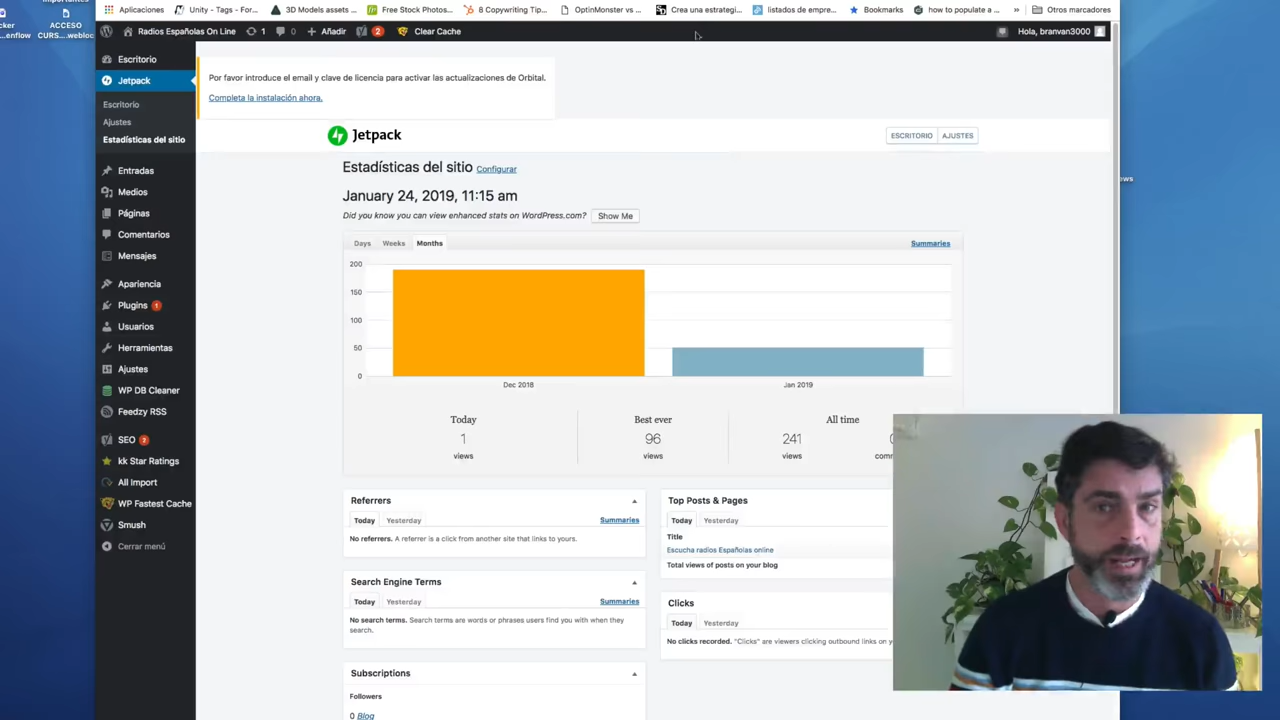 Aplicaciones
Unity - Tags - For...
3D Models assets ...
Free Stock Photos...
8 Copywriting Tip...
OptinMonster vs ...
Crea una estrategi...
listados de empre...
Bookmarks
how to populate a ...
»
Otros marcadores
ACCESO
CURS....webloc
Radios Españolas On Line
1
0
Añadir
2
Clear Cache
Hola, branvan3000
Escritorio
Jetpack
Escritorio
Ajustes
Estadísticas del sitio
Entradas
Medios
Páginas
Comentarios
Mensajes
Apariencia
Plugins 1
Usuarios
Herramientas
Ajustes
WP DB Cleaner
Feedzy RSS
SEO 2
kk Star Ratings
All Import
WP Fastest Cache
Smush
Cerrar menú
Por favor introduce el email y clave de licencia para activar las actualizaciones de Orbital.
Completa la instalación ahora.
Jetpack
ESCRITORIO
AJUSTES
Estadísticas del sitio Configurar
January 24, 2019, 11:15 am
Did you know you can view enhanced stats on WordPress.com? Show Me
Days Weeks Months
Summaries
200
150
100
50
0
Dec 2018
Jan 2019
Today
1
views
Best ever
96
views
All time
241
views
Referrers
Today Yesterday
Summaries
No referrers. A referrer is a click from another site that links to yours.
Search Engine Terms
Today Yesterday
Summaries
No search terms. Search terms are words or phrases users find you with when they
search.
Subscriptions
Followers
0 Blog
Top Posts & Pages
Today Yesterday
Title
Escucha radios Españolas online
Total views of posts on your blog
Clicks
Today Yesterday
No clicks recorded. "Clicks" are viewers clicking outbound links on